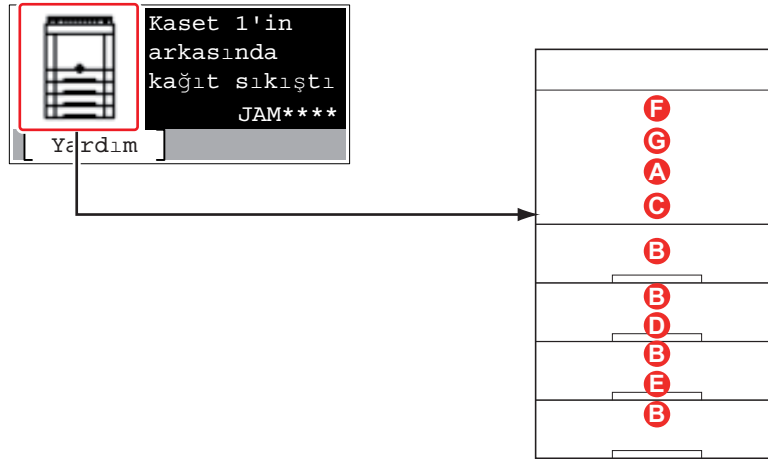 Kaset 1'in
arkasında
kağıt sıkıştı
JAM****
[ Yardım ]
F
G
A
C
B
B
D
B
E
B